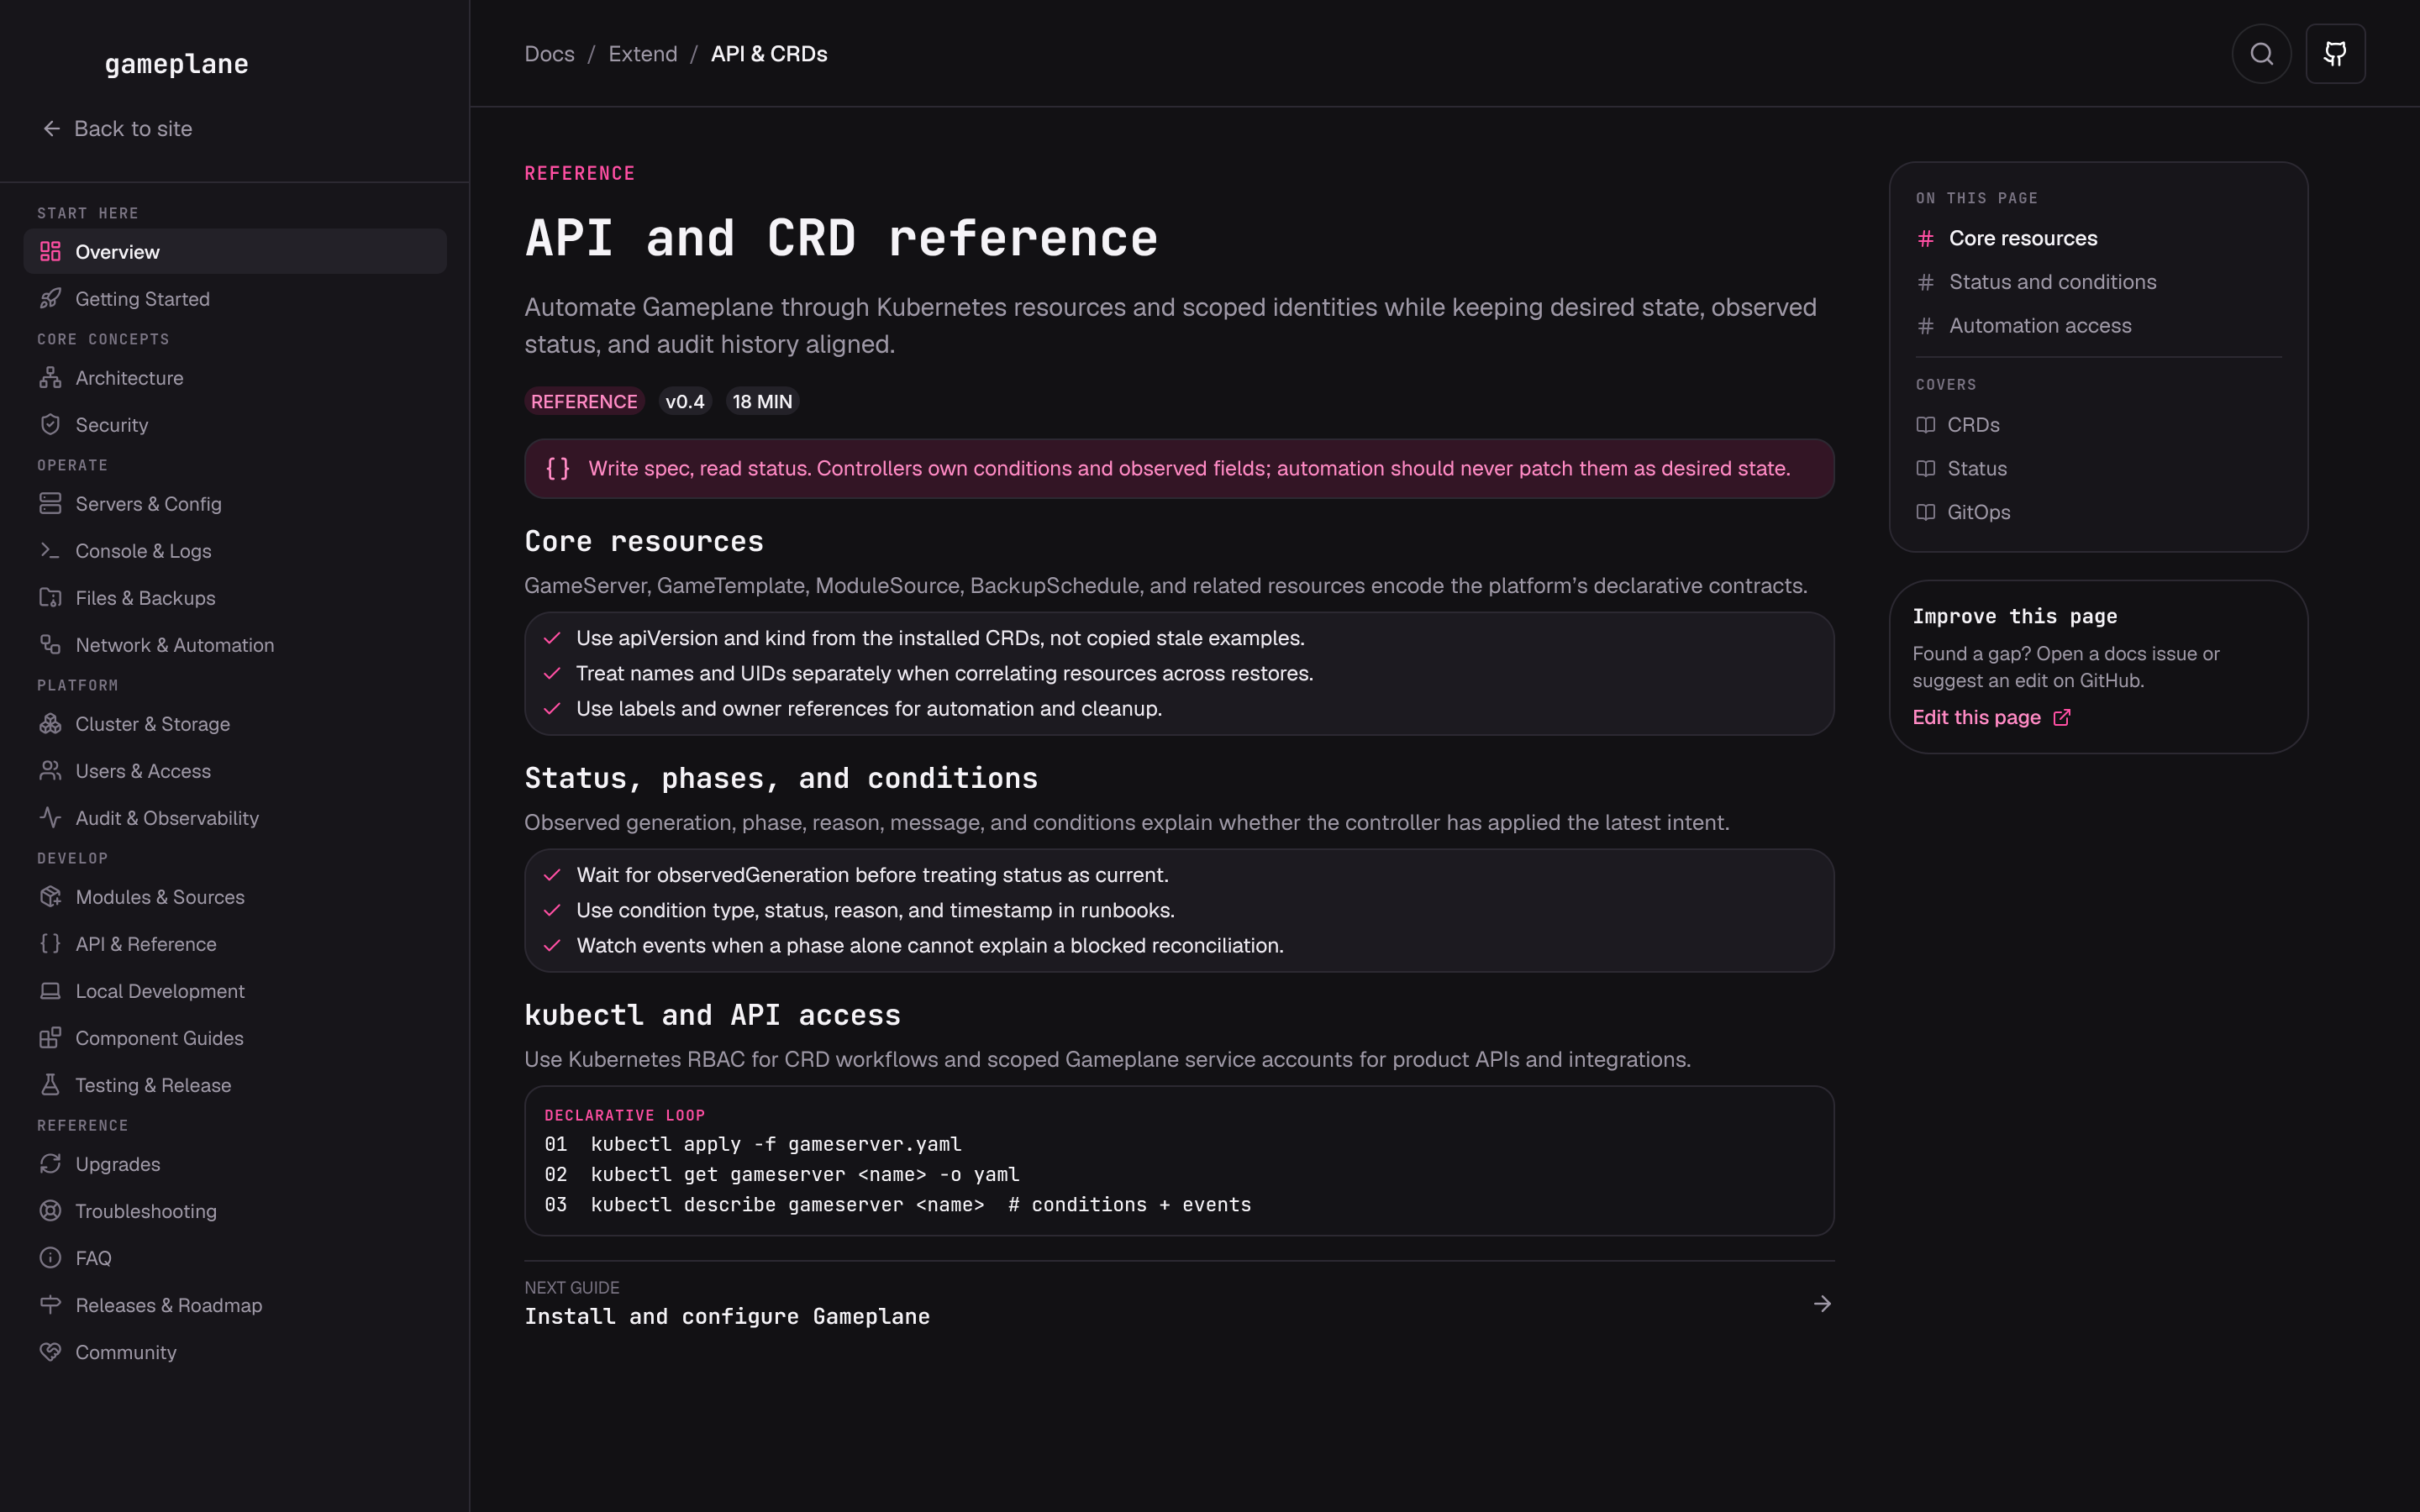 gameplane
Back to site
START HERE
Overview
Getting Started
CORE CONCEPTS
Architecture
Security
OPERATE
Servers & Config
Console & Logs
Files & Backups
Network & Automation
PLATFORM
Cluster & Storage
Users & Access
Audit & Observability
DEVELOP
Modules & Sources
API & Reference
Local Development
Component Guides
Testing & Release
REFERENCE
Upgrades
Troubleshooting
FAQ
Releases & Roadmap
Community
Docs / Extend / API & CRDs
REFERENCE
API and CRD reference
Automate Gameplane through Kubernetes resources and scoped identities while keeping desired state, observed
status, and audit history aligned.
REFERENCE v0.4 18 MIN
{} Write spec, read status. Controllers own conditions and observed fields; automation should never patch them as desired state.
Core resources
GameServer, GameTemplate, ModuleSource, BackupSchedule, and related resources encode the platform’s declarative contracts.
Use apiVersion and kind from the installed CRDs, not copied stale examples.
Treat names and UIDs separately when correlating resources across restores.
Use labels and owner references for automation and cleanup.
Status, phases, and conditions
Observed generation, phase, reason, message, and conditions explain whether the controller has applied the latest intent.
Wait for observedGeneration before treating status as current.
Use condition type, status, reason, and timestamp in runbooks.
Watch events when a phase alone cannot explain a blocked reconciliation.
kubectl and API access
Use Kubernetes RBAC for CRD workflows and scoped Gameplane service accounts for product APIs and integrations.
DECLARATIVE LOOP
01 kubectl apply -f gameserver.yaml
02 kubectl get gameserver <name> -o yaml
03 kubectl describe gameserver <name> # conditions + events
NEXT GUIDE
Install and configure Gameplane
ON THIS PAGE
# Core resources
# Status and conditions
# Automation access
COVERS
CRDs
Status
GitOps
Improve this page
Found a gap? Open a docs issue or
suggest an edit on GitHub.
Edit this page